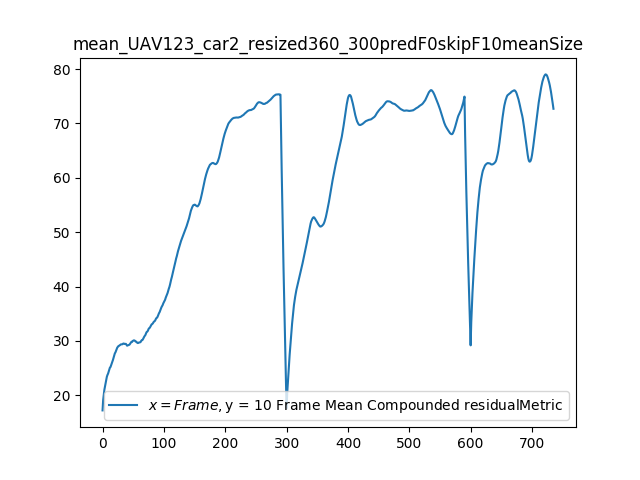 mean_UAV123_car2_resized360_300predF0skipF10meanSize
80
70
60
50
40
30
20
x = Frame, y = 10 Frame Mean Compounded residualMetric
0 100 200 300 400 500 600 700